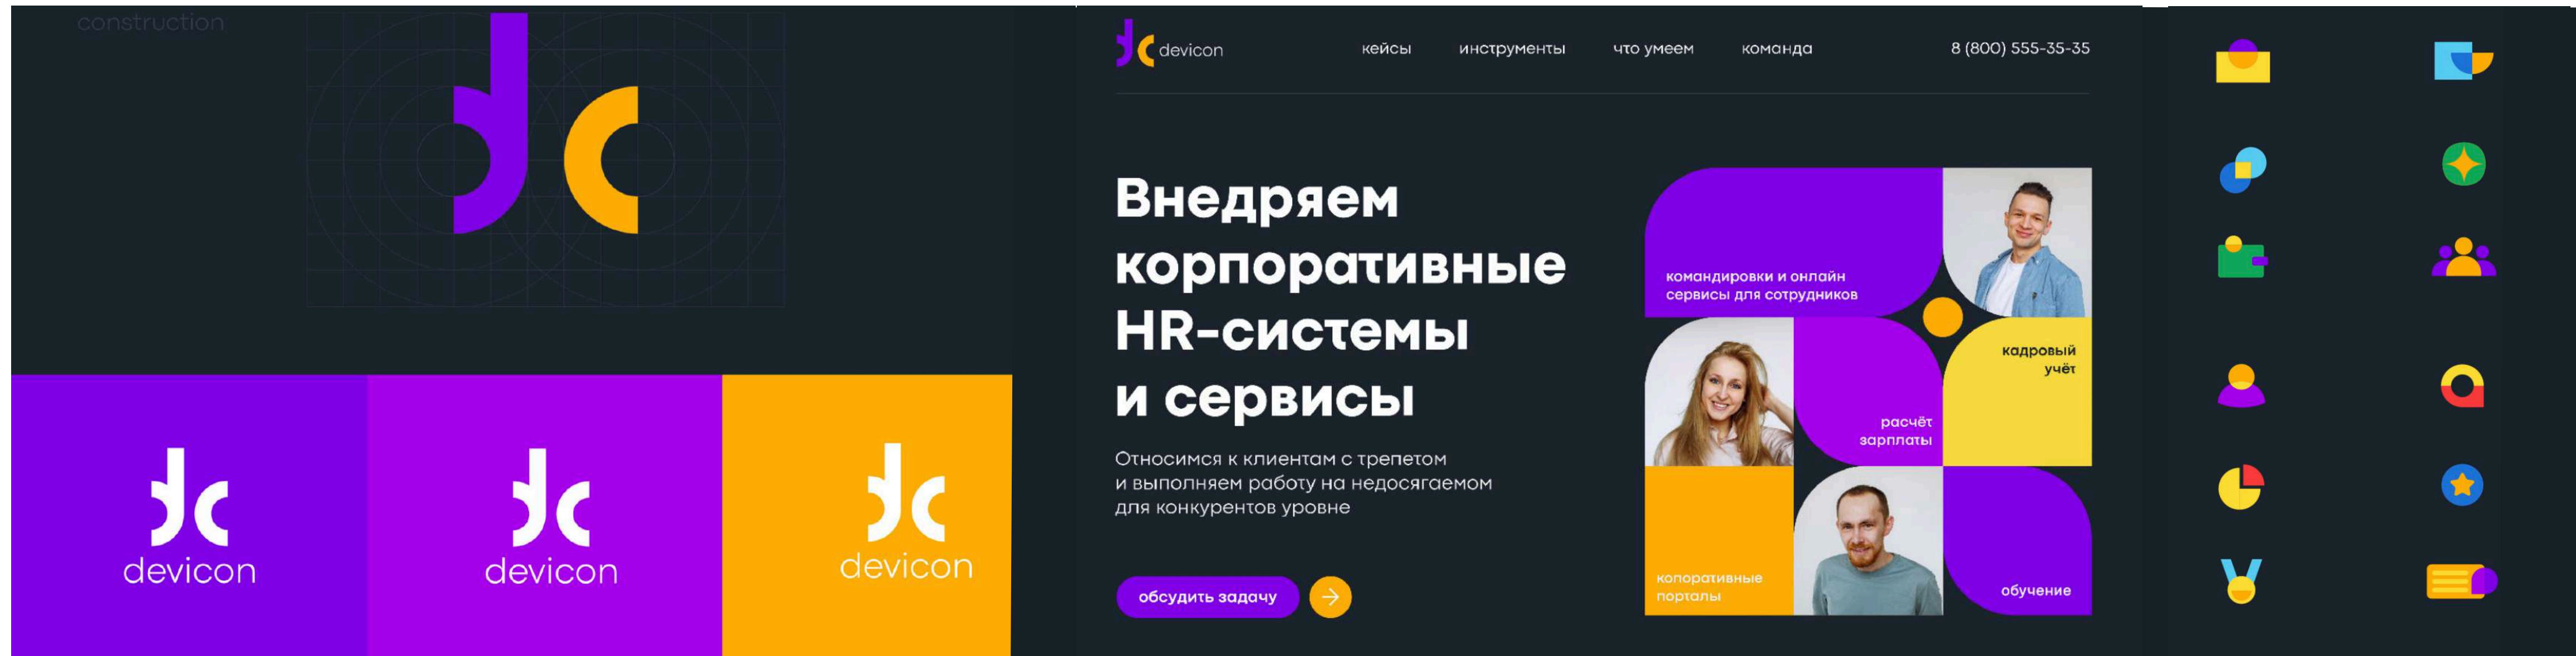 construction
devicon
devicon
devicon
devicon
кейсы
инструменты
что умеем
команда
8 (800) 555-35-35
Внедряем
корпоративные
HR-системы
и сервисы
Относимся к клиентам с трепетом
и выполняем работу на недосягаемом
для конкурентов уровне
обсудить задачу
командировки и онлайн
сервисы для сотрудников
кадровый
учёт
расчёт
зарплаты
копоративные
порталы
обучение